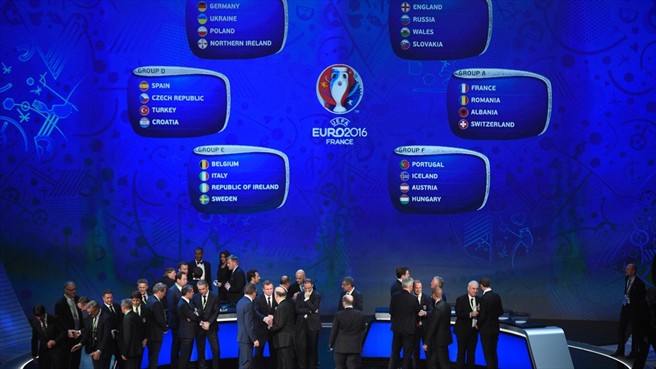 GERMANY
UKRAINE
POLAND
NORTHERN IRELAND
ENGLAND
RUSSIA
WALES
SLOVAKIA
GROUP D
SPAIN
CZECH REPUBLIC
TURKEY
CROATIA
GROUP A
FRANCE
ROMANIA
ALBANIA
SWITZERLAND
UEFA
EURO2016
FRANCE
GROUP E
BELGIUM
ITALY
REPUBLIC OF IRELAND
SWEDEN
GROUP F
PORTUGAL
ICELAND
AUSTRIA
HUNGARY